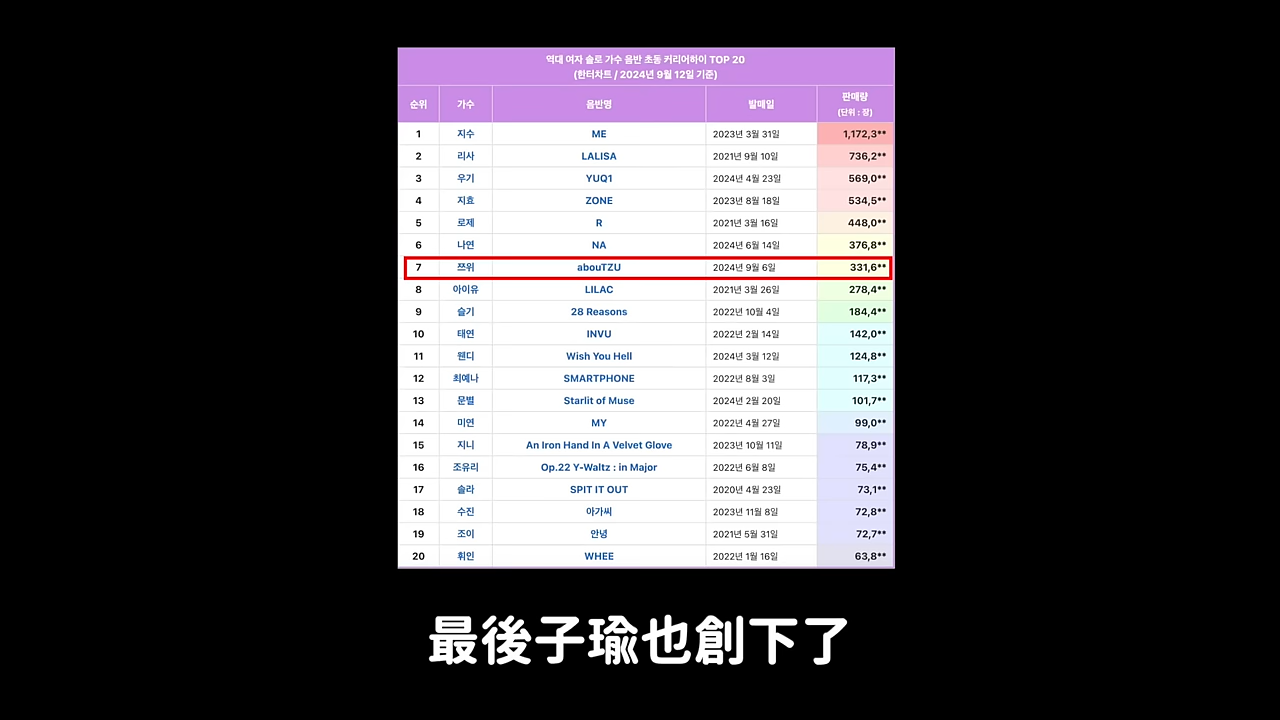 역대 여자 솔로 가수 음반 초동 커리어하이 TOP 20
(한터차트 / 2024년 9월 12일 기준)
순위 가수 음반명 발매일 판매량 (단위 : 장)
1 지수 ME 2023년 3월 31일 1,172,3**
2 리사 LALISA 2021년 9월 10일 736,2**
3 우기 YUQ1 2024년 4월 23일 569,0**
4 지효 ZONE 2023년 8월 18일 534,5**
5 로제 R 2021년 3월 16일 448,0**
6 나연 NA 2024년 6월 14일 376,8**
7 쯔위 abouTZU 2024년 9월 6일 331,6**
8 아이유 LILAC 2021년 3월 26일 278,4**
9 슬기 28 Reasons 2022년 10월 4일 184,4**
10 태연 INVU 2022년 2월 14일 142,0**
11 웬디 Wish You Hell 2024년 3월 12일 124,8**
12 최예나 SMARTPHONE 2022년 8월 3일 117,3**
13 문별 Starlit of Muse 2024년 2월 20일 101,7**
14 미연 MY 2022년 4월 27일 99,0**
15 지니 An Iron Hand In A Velvet Glove 2023년 10월 11일 78,9**
16 조유리 Op.22 Y-Waltz : in Major 2022년 6월 8일 75,4**
17 솔라 SPIT IT OUT 2020년 4월 23일 73,1**
18 수진 아가씨 2023년 11월 8일 72,8**
19 조이 안녕 2021년 5월 31일 72,7**
20 휘인 WHEE 2022년 1월 16일 63,8**
最後子瑜也創下了